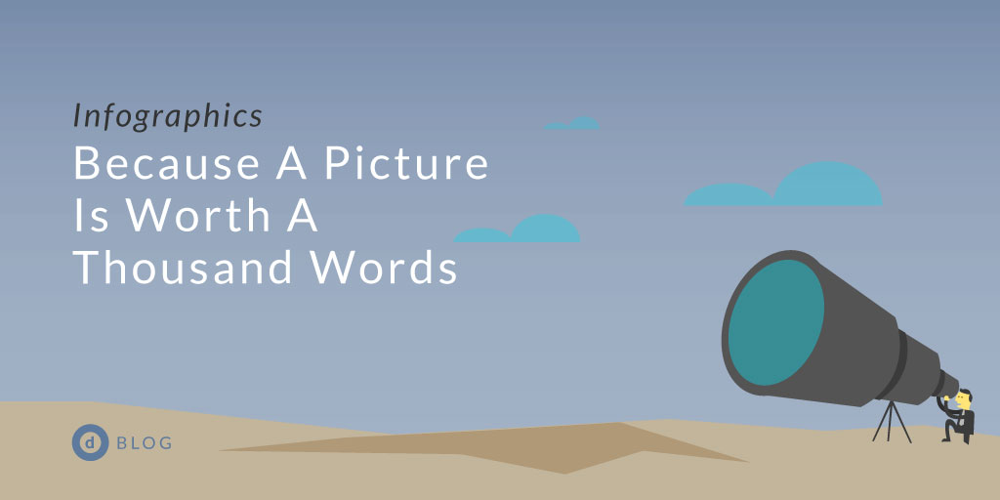 Infographics
Because A Picture
Is Worth A
Thousand Words
d BLOG